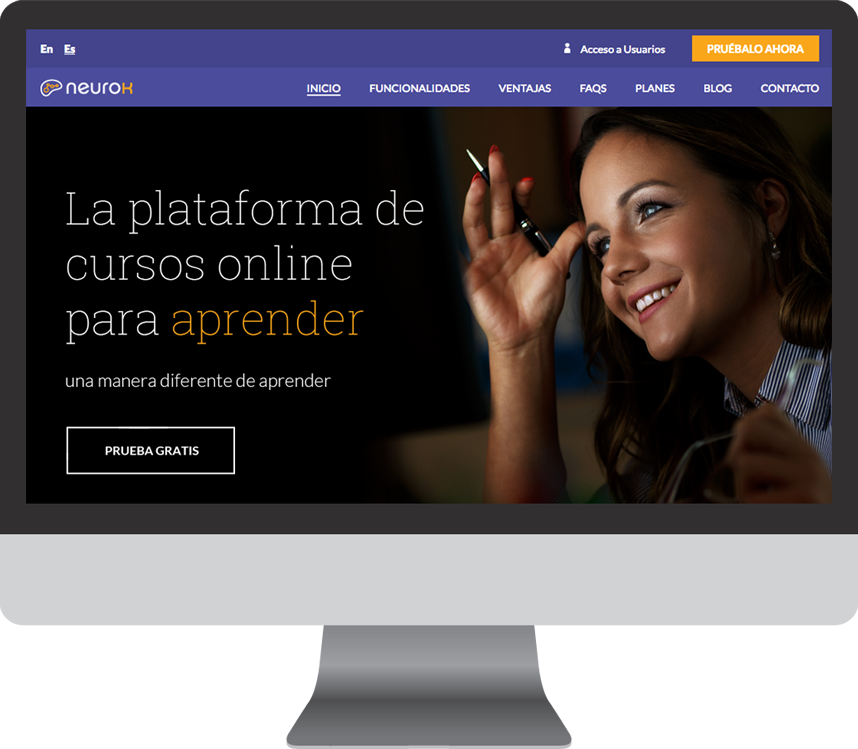 En Es Acceso a Usuarios PRUÉBALO AHORA
neurok INICIO FUNCIONALIDADES VENTAJAS FAQS PLANES BLOG CONTACTO
La plataforma de
cursos online
para aprender
una manera diferente de aprender
PRUEBA GRATIS